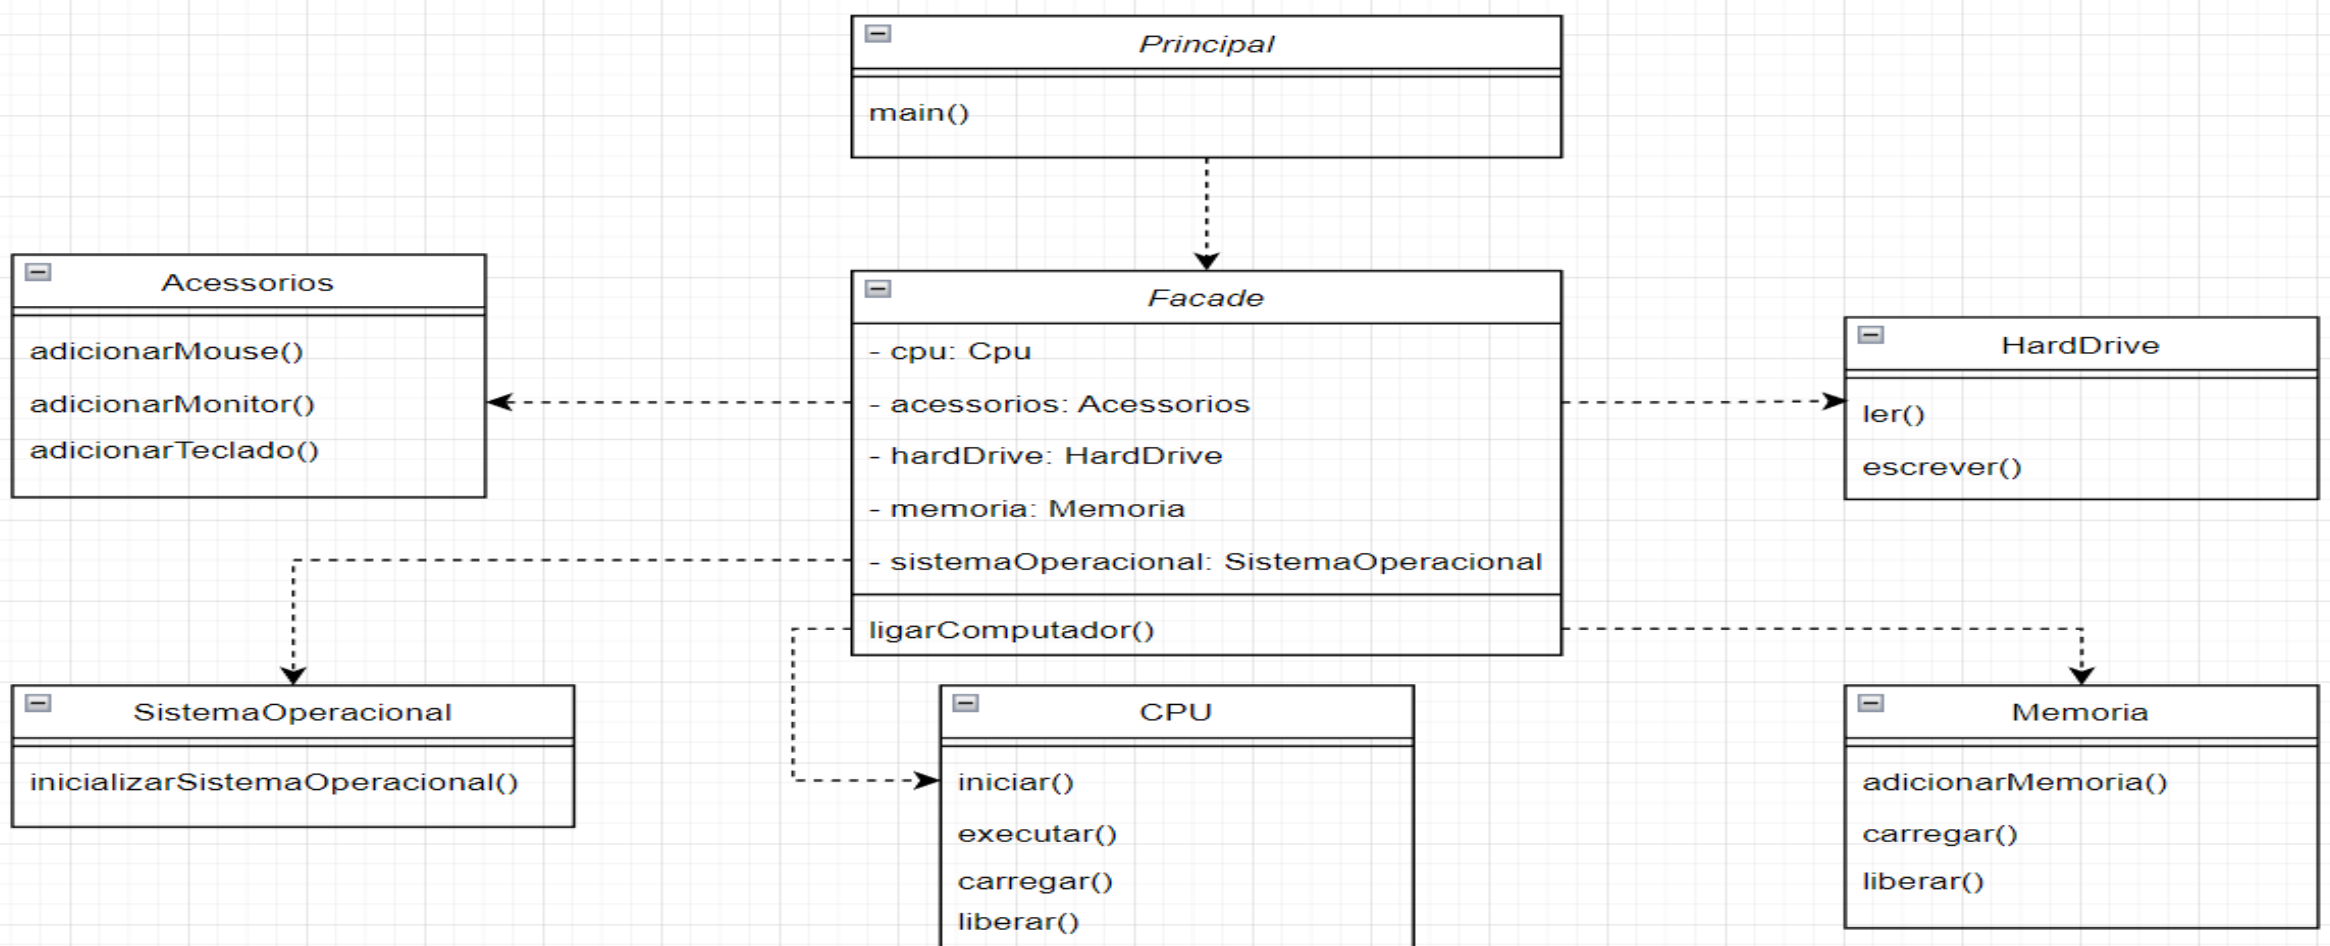 Principal
main()
Acessorios
adicionarMouse()
adicionarMonitor()
adicionarTeclado()
Facade
- cpu: Cpu
- acessorios: Acessorios
- hardDrive: HardDrive
- memoria: Memoria
- sistemaOperacional: SistemaOperacional
ligarComputador()
HardDrive
ler()
escrever()
SistemaOperacional
inicializarSistemaOperacional()
CPU
iniciar()
executar()
carregar()
liberar()
Memoria
adicionarMemoria()
carregar()
liberar()